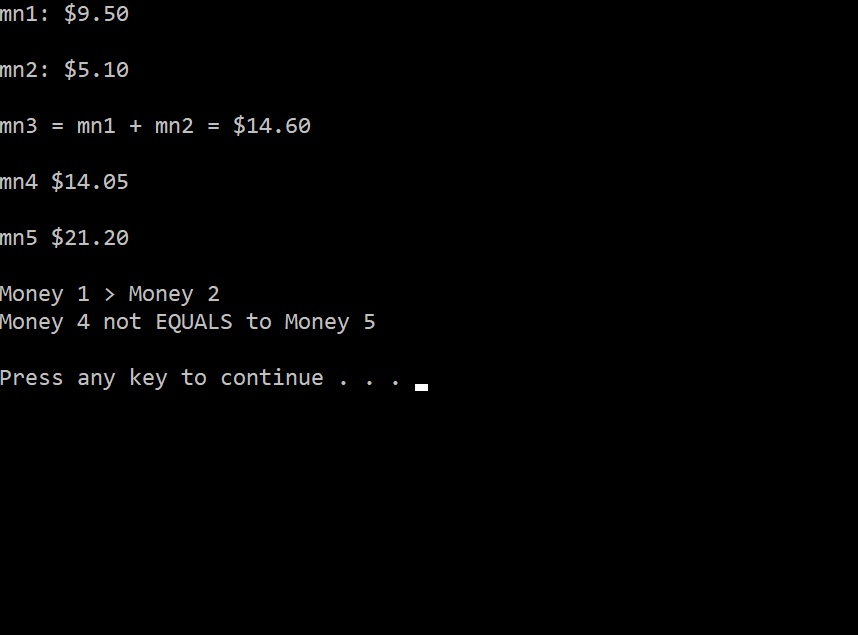 mn1: $9.50
mn2: $5.10
mn3 = mn1 + mn2 = $14.60
mn4 $14.05
mn5 $21.20
Money 1 > Money 2
Money 4 not EQUALS to Money 5
Press any key to continue . . .